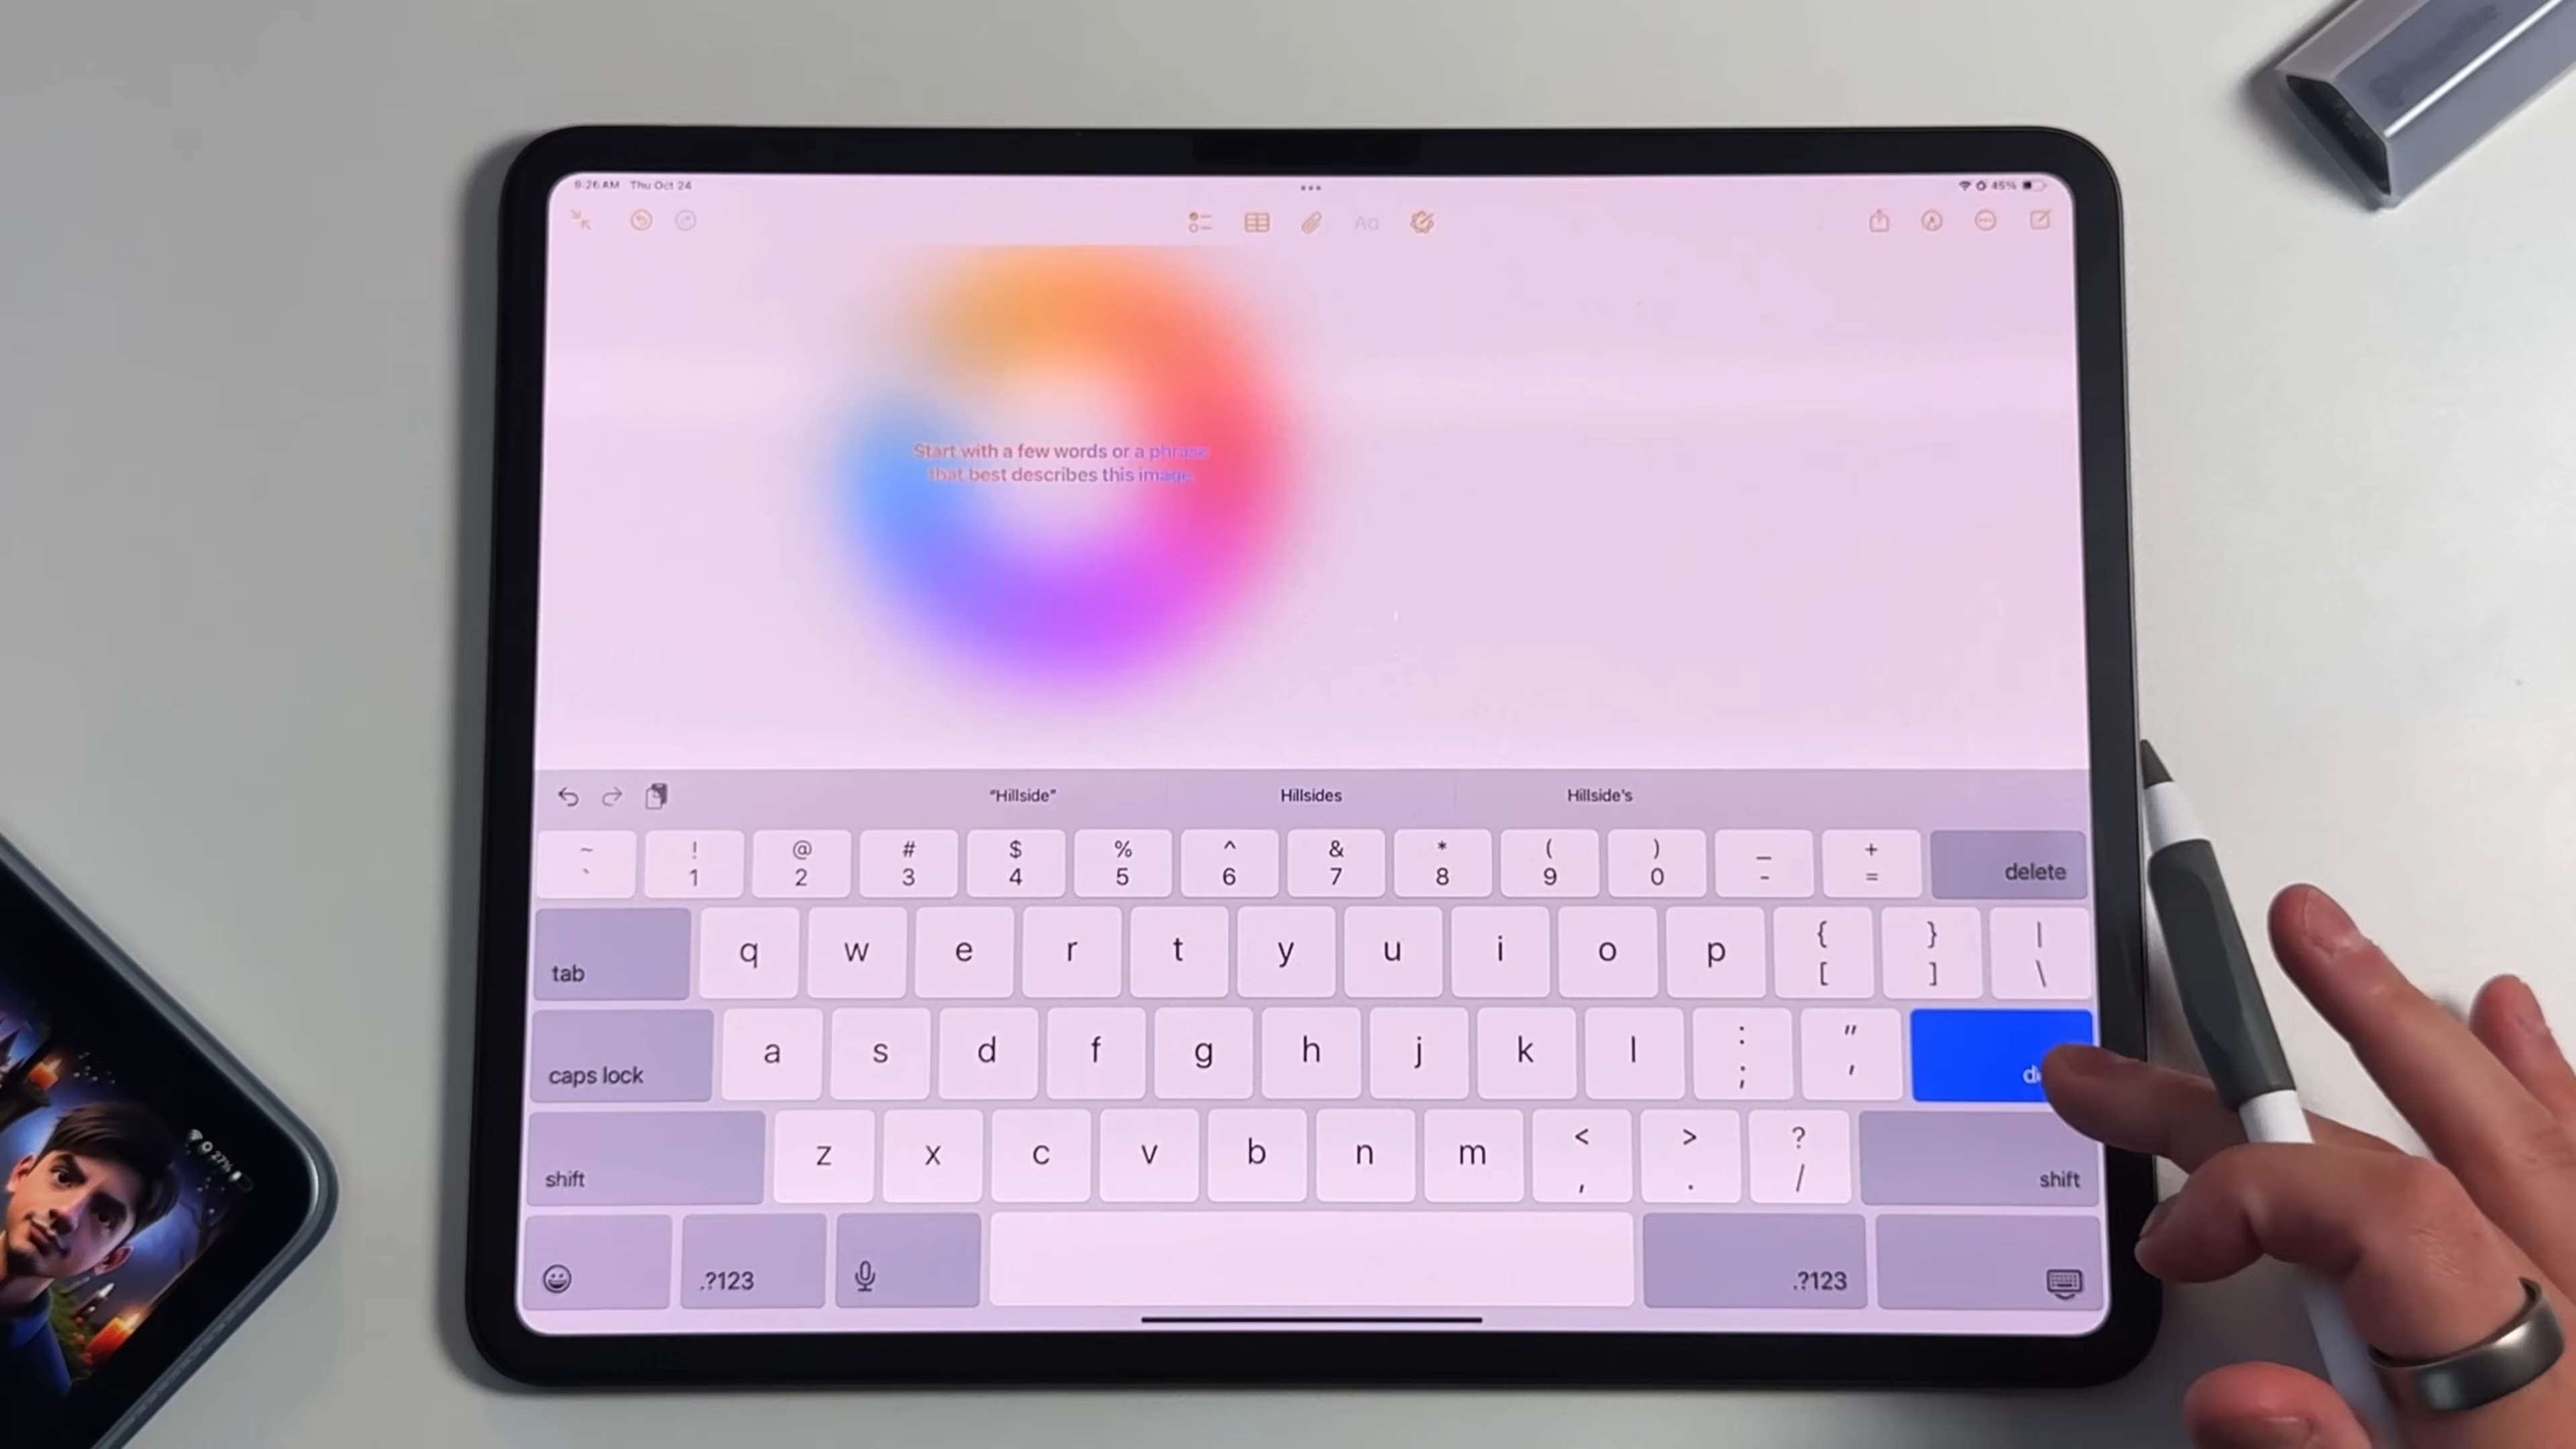 9:26 AM Thu Oct 24
45%
Aa
Start with a few words or a phrase
that best describes this image.
"Hillside" Hillsides Hillside's
~ ! @ # $ % ^ & * ( ) _ +
` 1 2 3 4 5 6 7 8 9 0 - = delete
tab q w e r t y u i o p { [ } ] | \
caps lock a s d f g h j k l : ; " '
shift z x c v b n m < , > . ? / shift
.?123 .?123
27%